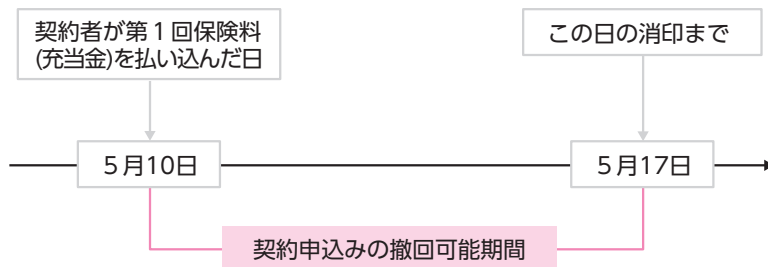 契約者が第１回保険料
(充当金)を払い込んだ日
この日の消印まで
５月10日
５月17日
契約申込みの撤回可能期間